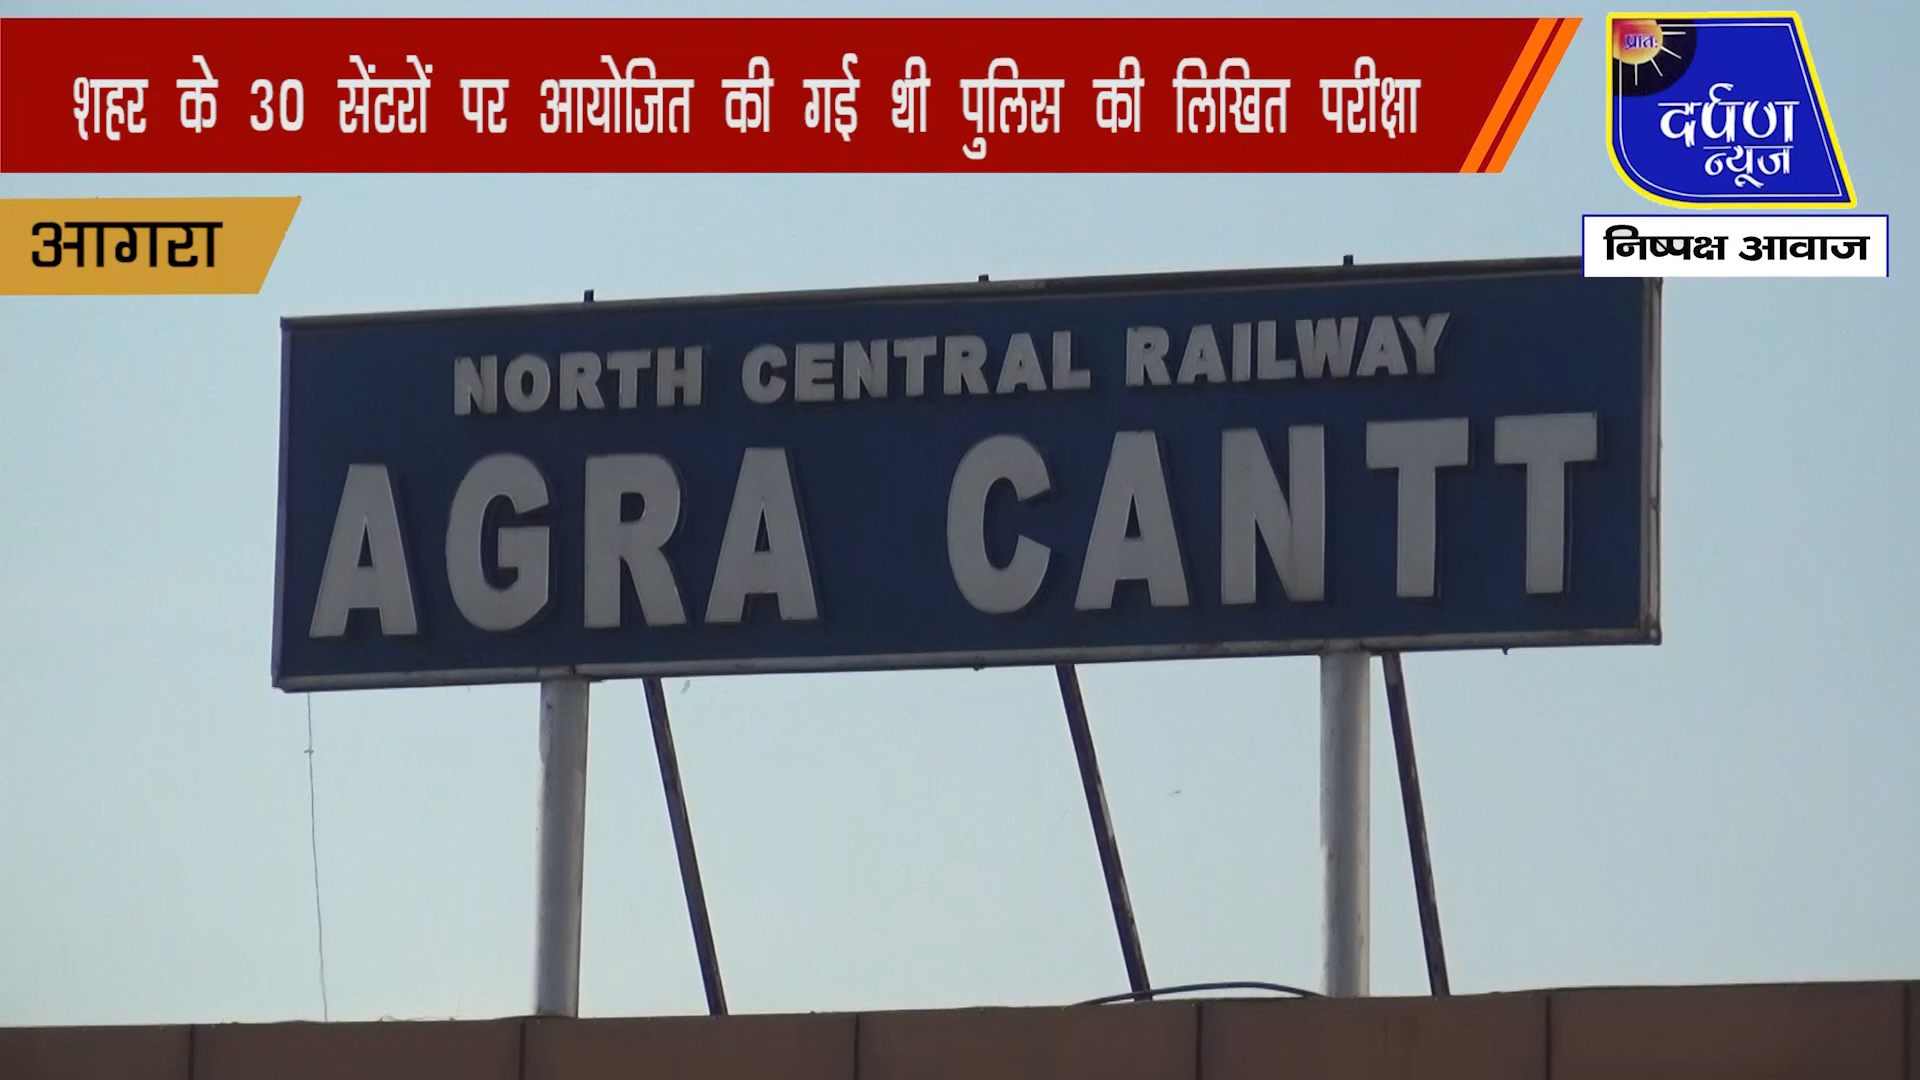 शहर के 30 सेंटरों पर आयोजित की गई थी पुलिस की लिखित परीक्षा
प्रातः
दर्पण
न्यूज
आगरा
निष्पक्ष आवाज
NORTH CENTRAL RAILWAY
AGRA CANTT